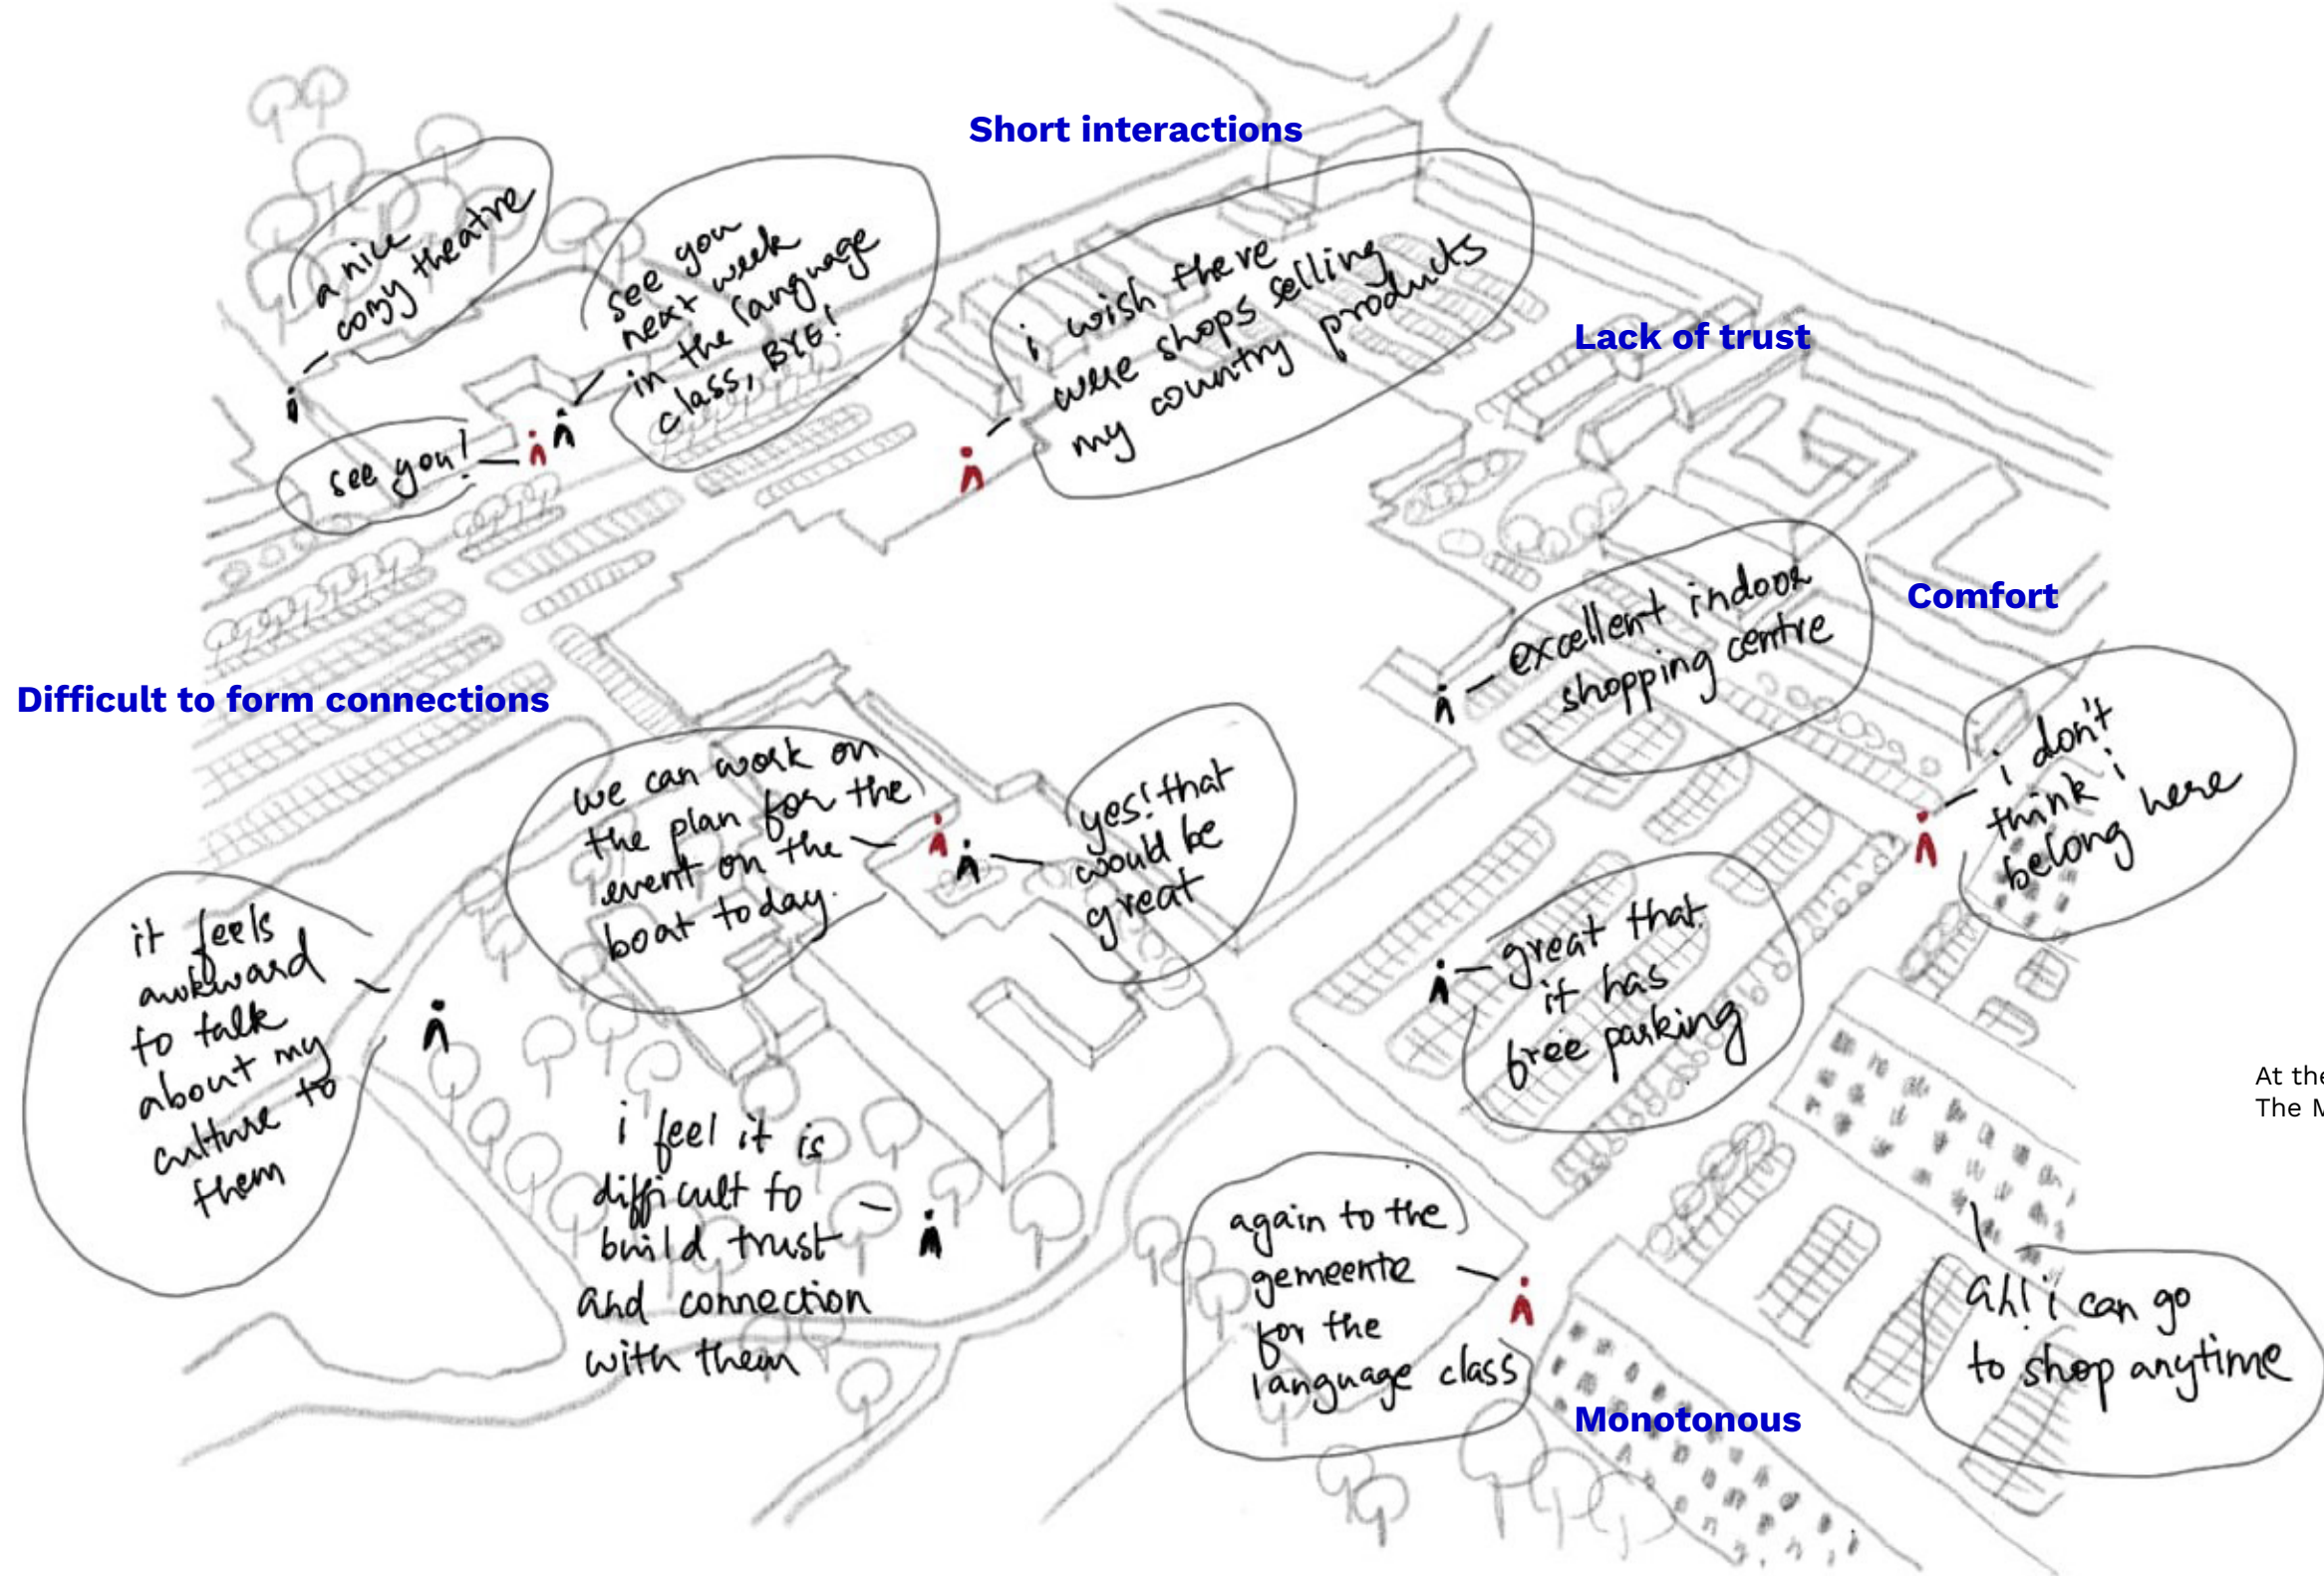 Short interactions
a nice
cozy theatre
see you
next week
in the language
class, BYE!
see you!
i wish there
were shops selling
my country products
Lack of trust
excellent indoor
shopping centre
Comfort
Difficult to form connections
we can work on
the plan for the
event on the
boat today.
yes! that
would be
great
i don't
think i
belong here
it feels
awkward
to talk
about my
culture to
them
great that
it has
free parking
i feel it is
difficult to
build trust
and connection
with them
again to the
gemeente
for the
language class
ah! i can go
to shop anytime
Monotonous
At the
The M